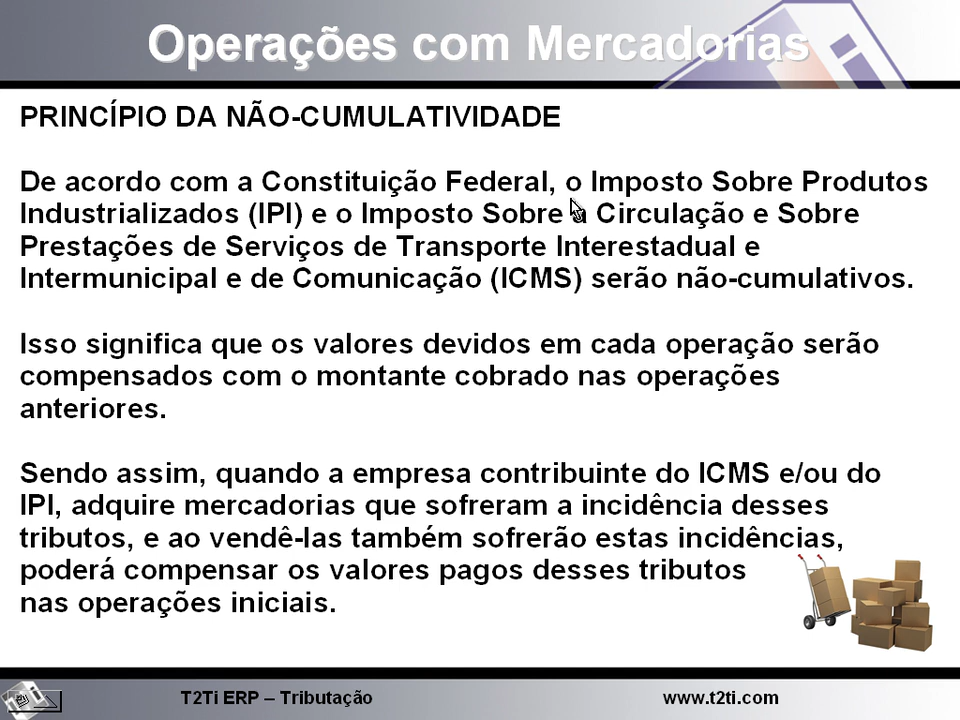 Operações com Mercadorias
PRINCÍPIO DA NÃO-CUMULATIVIDADE
De acordo com a Constituição Federal, o Imposto Sobre Produtos
Industrializados (IPI) e o Imposto Sobre a Circulação e Sobre
Prestações de Serviços de Transporte Interestadual e
Intermunicipal e de Comunicação (ICMS) serão não-cumulativos.
Isso significa que os valores devidos em cada operação serão
compensados com o montante cobrado nas operações
anteriores.
Sendo assim, quando a empresa contribuinte do ICMS e/ou do
IPI, adquire mercadorias que sofreram a incidência desses
tributos, e ao vendê-las também sofrerão estas incidências,
poderá compensar os valores pagos desses tributos
nas operações iniciais.
T2Ti ERP – Tributação
www.t2ti.com